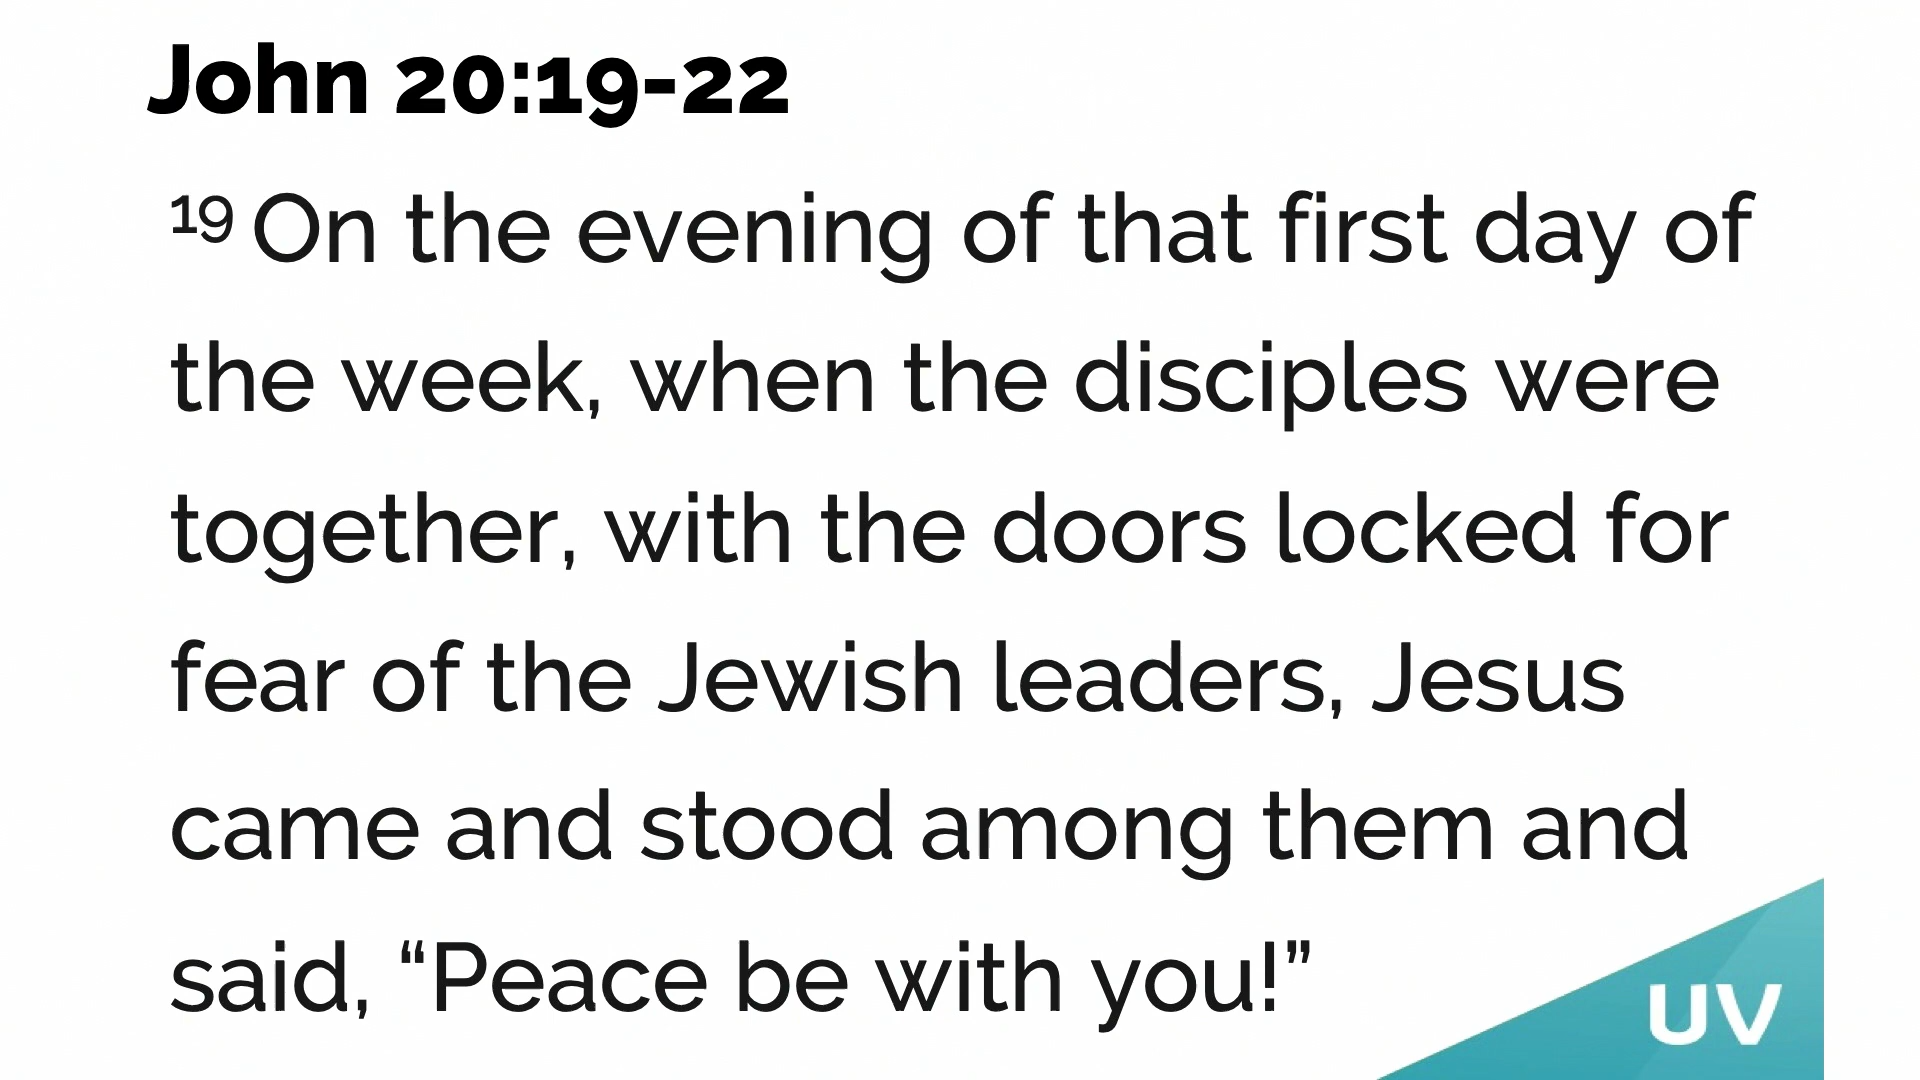 John 20:19-22
19 On the evening of that first day of
the week, when the disciples were
together, with the doors locked for
fear of the Jewish leaders, Jesus
came and stood among them and
said, “Peace be with you!”
UV